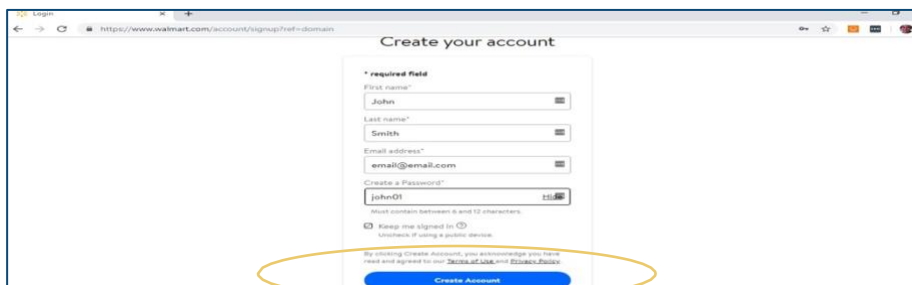 Login
https://www.walmart.com/account/signup?ref=domain
Create your account
* required field
First name*
John
Last name*
Smith
Email address*
email@email.com
Create a Password*
john01
Must contain between 6 and 12 characters.
Keep me signed in
Uncheck if using a public device.
By clicking Create Account, you acknowledge you have
read and agreed to our Terms of Use and Privacy Policy.
Create Account